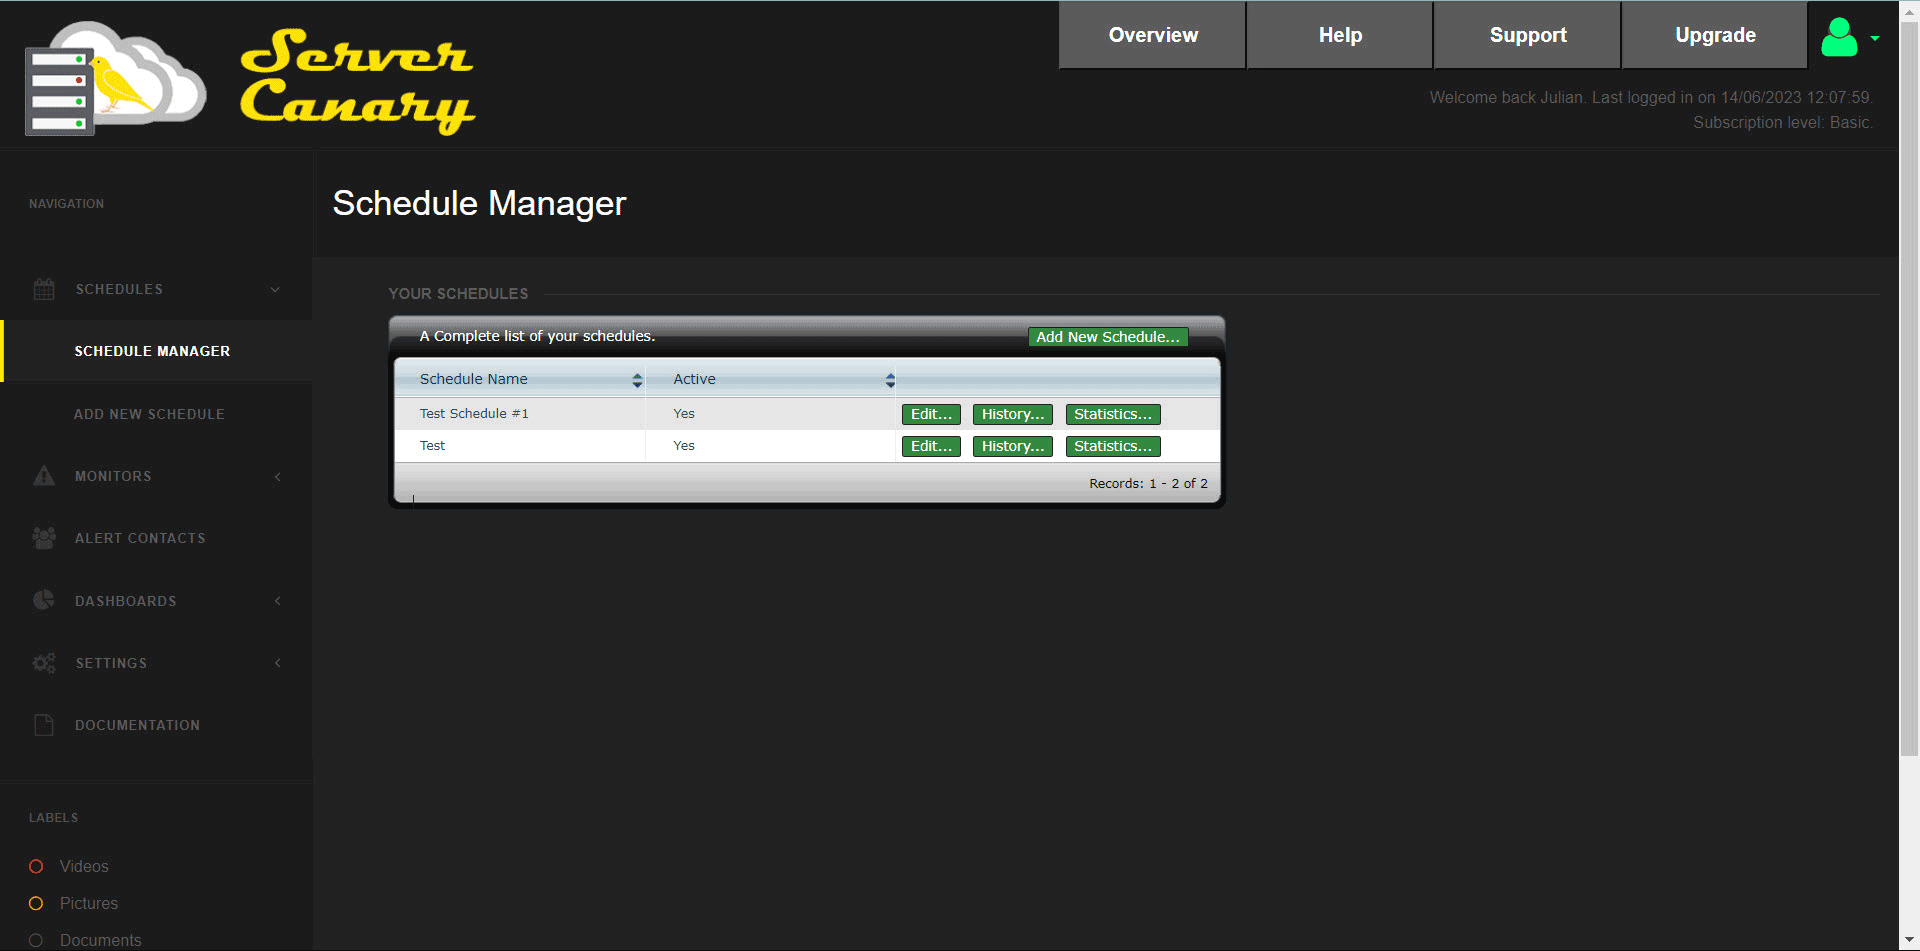 Server
Canary
Overview
Help
Support
Upgrade
Welcome back Julian. Last logged in on 14/06/2023 12:07:59.
Subscription level: Basic.
NAVIGATION
SCHEDULES
SCHEDULE MANAGER
ADD NEW SCHEDULE
MONITORS
ALERT CONTACTS
DASHBOARDS
SETTINGS
DOCUMENTATION
LABELS
Videos
Pictures
Documents
Schedule Manager
YOUR SCHEDULES
A Complete list of your schedules.
Add New Schedule...
Schedule Name Active
Test Schedule #1 Yes Edit... History... Statistics...
Test Yes Edit... History... Statistics...
Records: 1 - 2 of 2